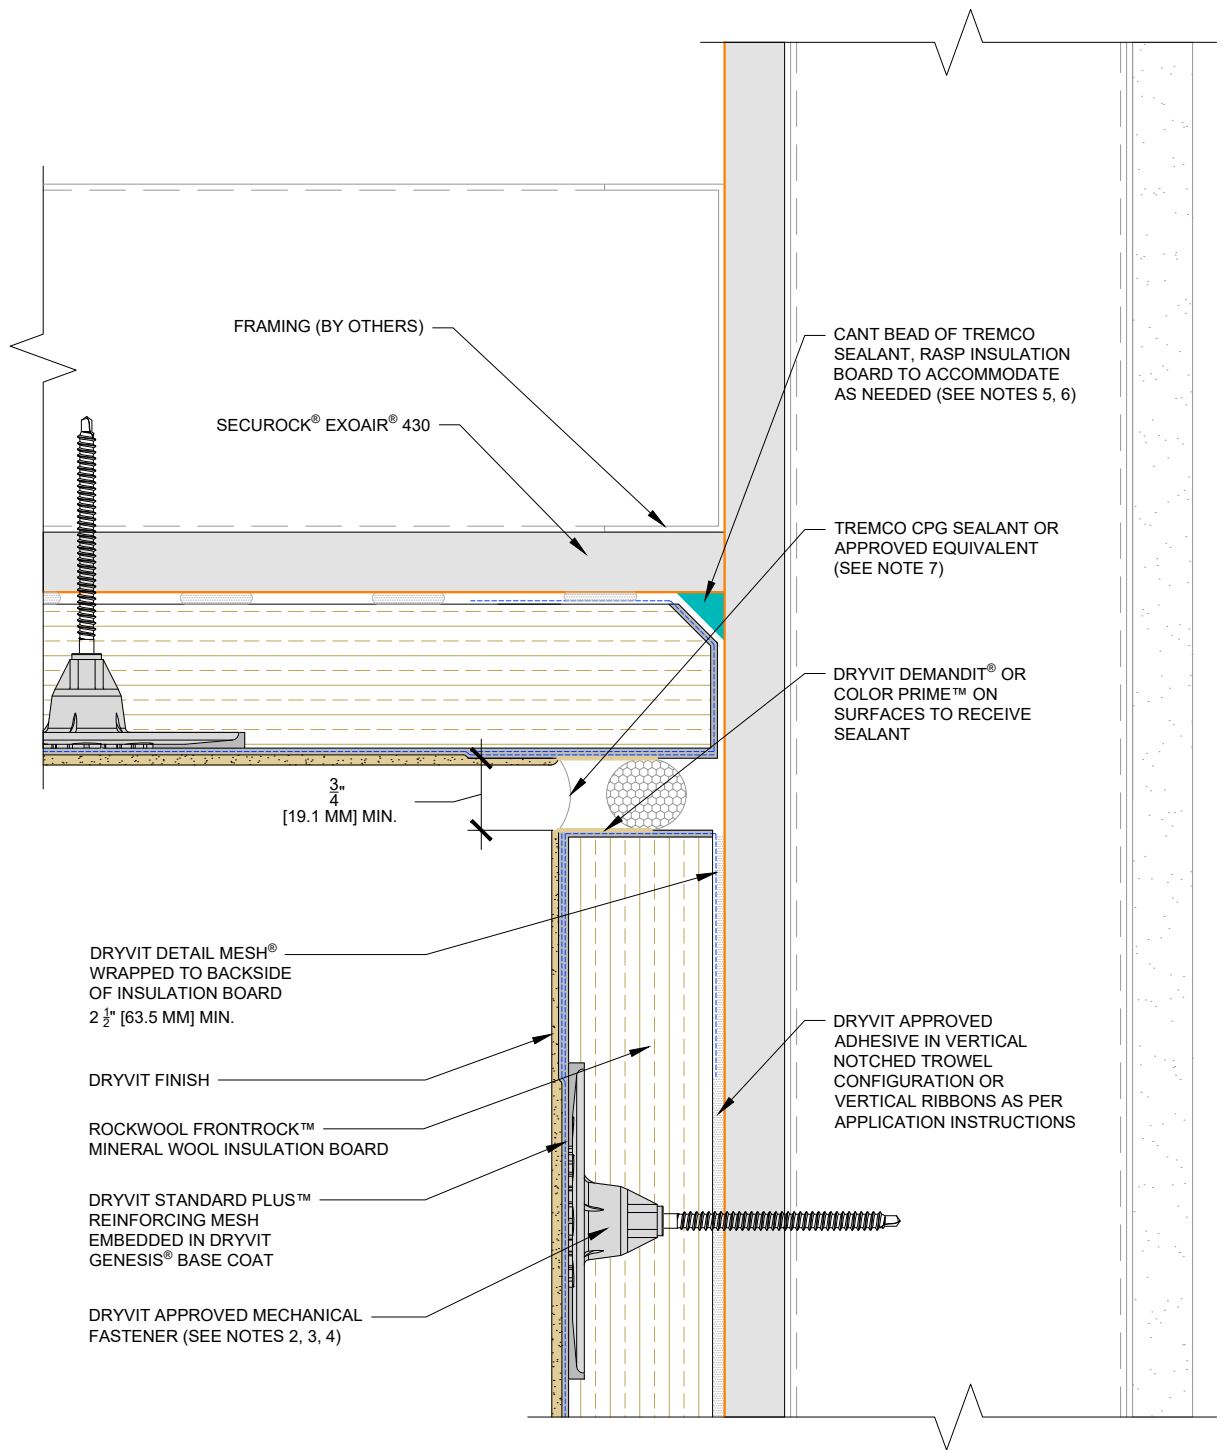 FRAMING (BY OTHERS)
SECUROCK® EXOAIR® 430
CANT BEAD OF TREMCO
SEALANT, RASP INSULATION
BOARD TO ACCOMMODATE
AS NEEDED (SEE NOTES 5, 6)
TREMCO CPG SEALANT OR
APPROVED EQUIVALENT
(SEE NOTE 7)
DRYVIT DEMANDIT® OR
COLOR PRIME™ ON
SURFACES TO RECEIVE
SEALANT
3/4"
[19.1 MM] MIN.
DRYVIT DETAIL MESH®
WRAPPED TO BACKSIDE
OF INSULATION BOARD
2 1/2" [63.5 MM] MIN.
DRYVIT FINISH
ROCKWOOL FRONTROCK™
MINERAL WOOL INSULATION BOARD
DRYVIT STANDARD PLUS™
REINFORCING MESH
EMBEDDED IN DRYVIT
GENESIS® BASE COAT
DRYVIT APPROVED MECHANICAL
FASTENER (SEE NOTES 2, 3, 4)
DRYVIT APPROVED
ADHESIVE IN VERTICAL
NOTCHED TROWEL
CONFIGURATION OR
VERTICAL RIBBONS AS PER
APPLICATION INSTRUCTIONS